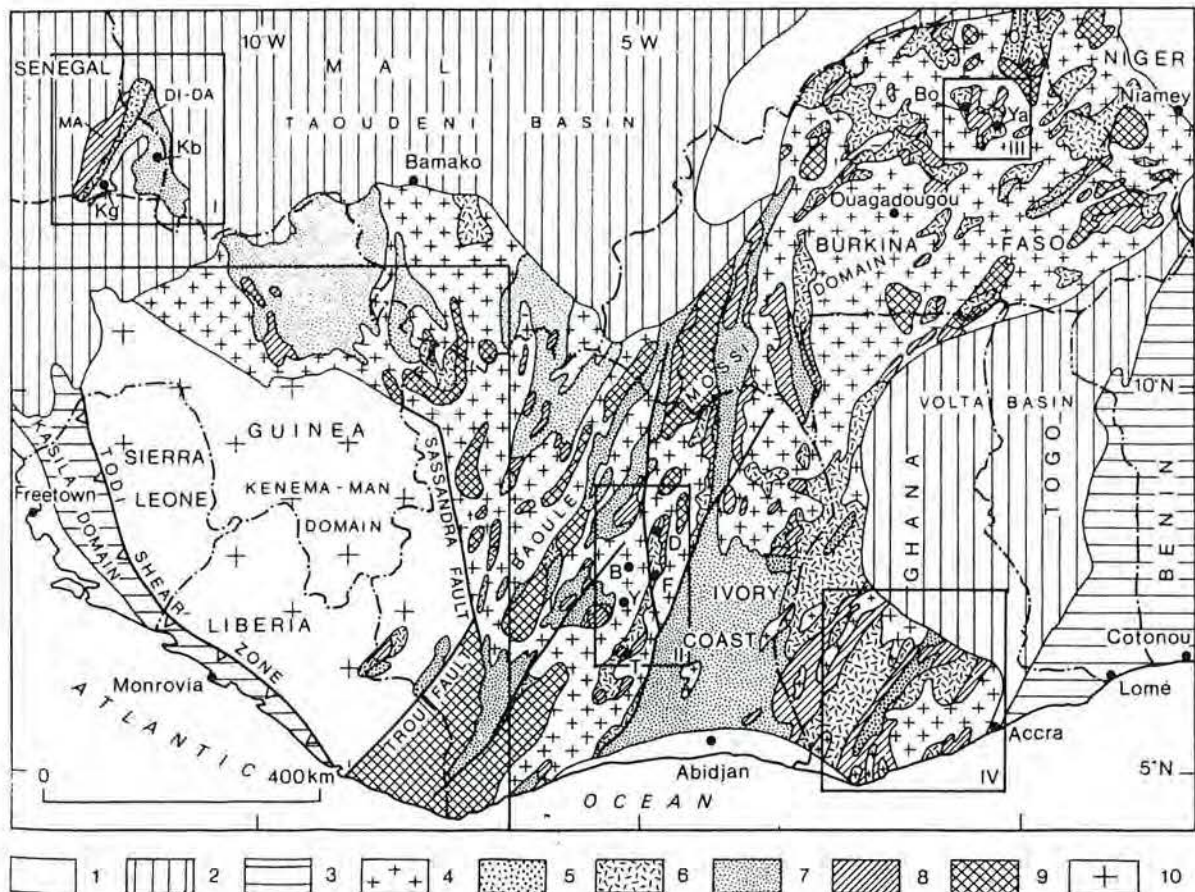 10°W
5°W
SENEGAL
MALI
NIGER
DI-DA
TAOUDENI BASIN
Bo
Niamey
MA
Ya
Kb
III
Bamako
Kg
I
Ouagadougou
BURKINA FASO
DOMAIN
MOSSI
10°N
VOLTA BASIN
GUINEA
KASILA DOMAIN
TODI SHEAR ZONE
SIERRA LEONE
SASSANDRA FAULT
KENEMA-MAN DOMAIN
Freetown
BAOULE
D
B
F
Y
GHANA
TOGO
BENIN
IVORY COAST
LIBERIA
II
T
Cotonou
Monrovia
TROU FAULT
Lomé
ATLANTIC OCEAN
Accra
0 400km
Abidjan
IV
5°N
1 2 3 4 5 6 7 8 9 10